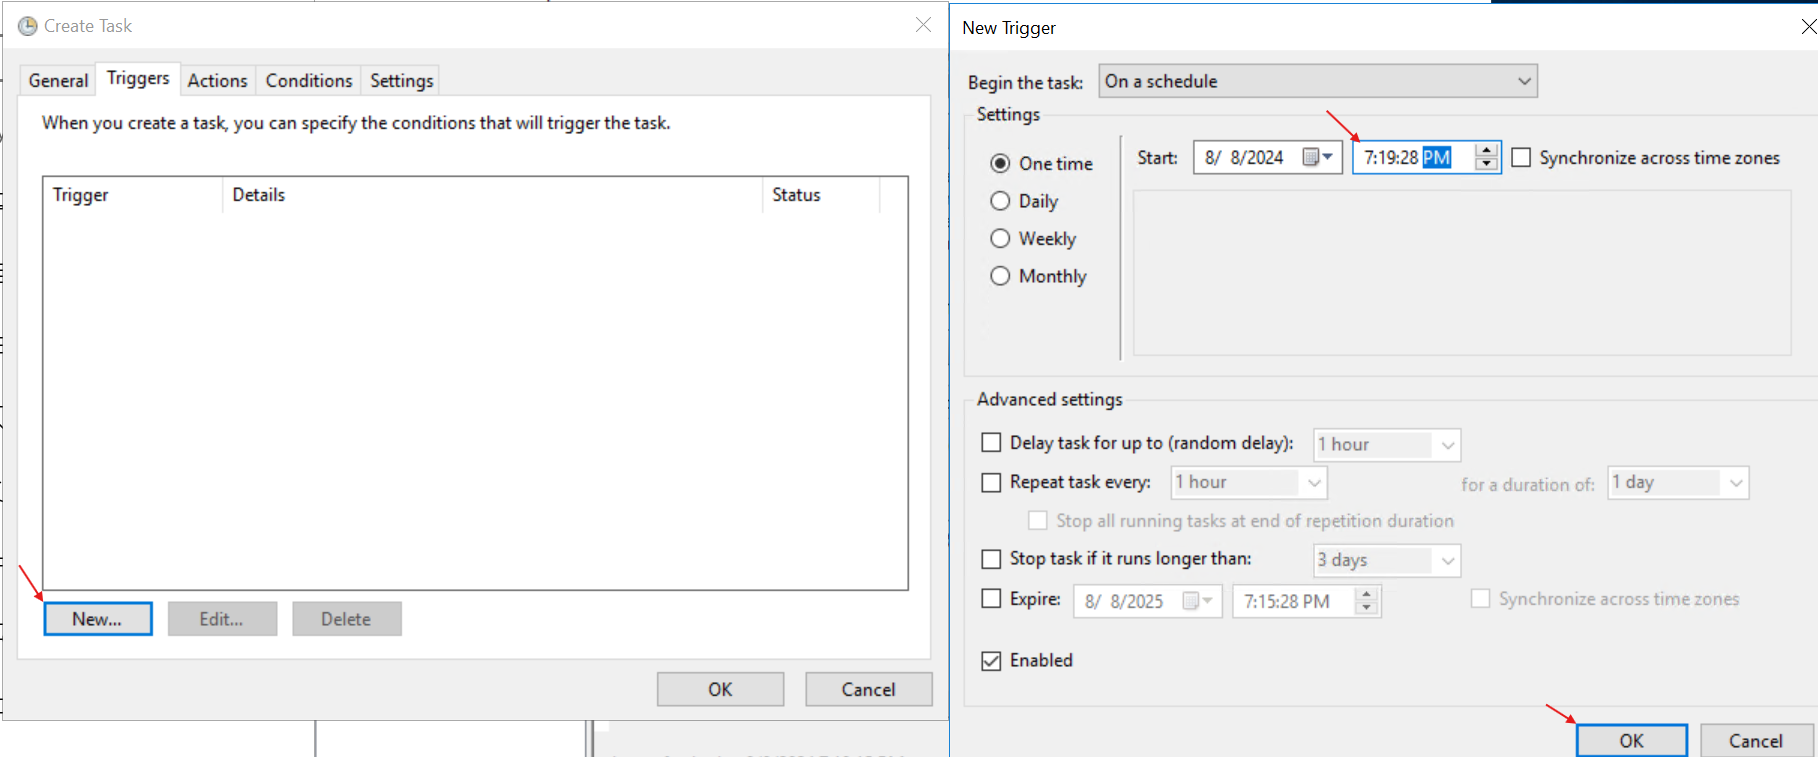 Create Task
General Triggers Actions Conditions Settings
When you create a task, you can specify the conditions that will trigger the task.
Trigger Details Status
New... Edit... Delete
OK Cancel
New Trigger
Begin the task: On a schedule
Settings
One time
Daily
Weekly
Monthly
Start: 8/ 8/2024 7:19:28 PM Synchronize across time zones
Advanced settings
Delay task for up to (random delay): 1 hour
Repeat task every: 1 hour for a duration of: 1 day
Stop all running tasks at end of repetition duration
Stop task if it runs longer than: 3 days
Expire: 8/ 8/2025 7:15:28 PM Synchronize across time zones
Enabled
OK Cancel